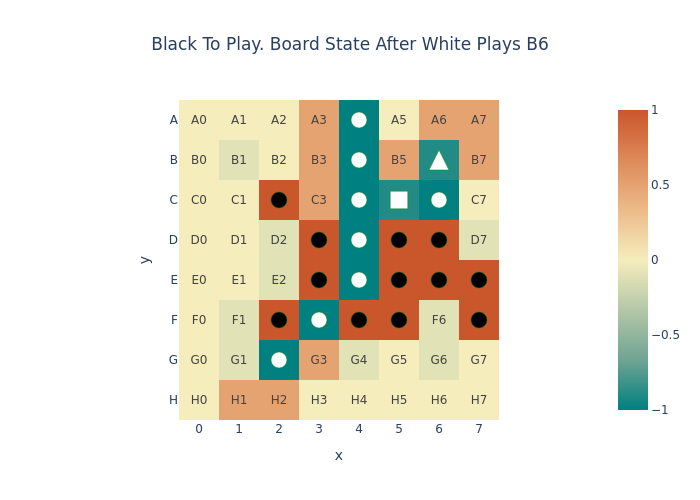 Black To Play. Board State After White Plays B6
A A0 A1 A2 A3 A5 A6 A7
B B0 B1 B2 B3 B5 B7
C C0 C1 C3 C7
D D0 D1 D2 D7
E E0 E1 E2
F F0 F1 F6
G G0 G1 G3 G4 G5 G6 G7
H H0 H1 H2 H3 H4 H5 H6 H7
0 1 2 3 4 5 6 7
x
y
1
0.5
0
−0.5
−1